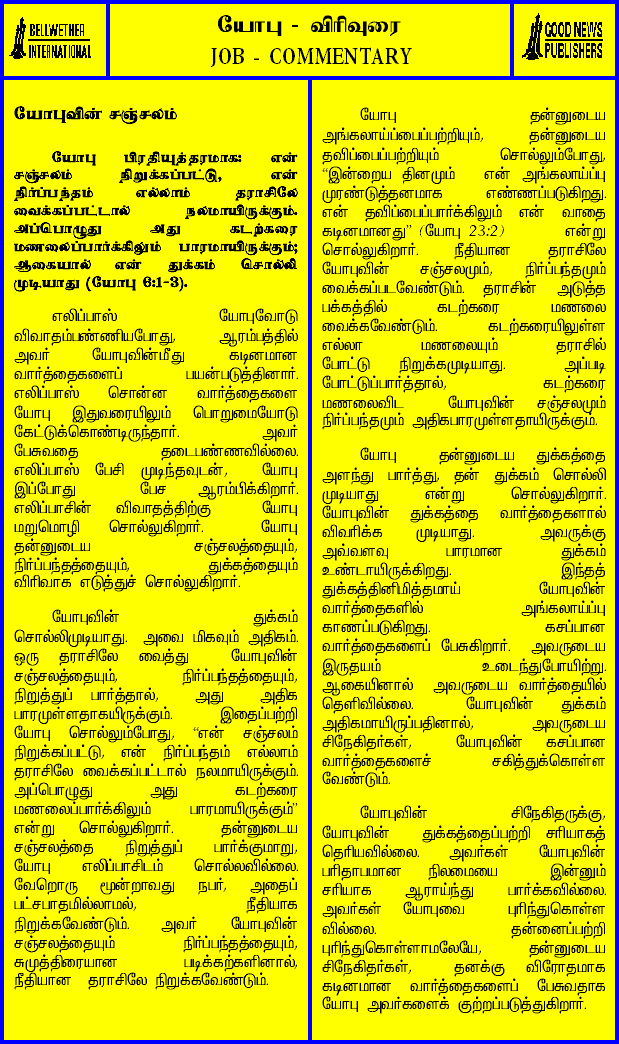 BELLWETHER
INTERNATIONAL
யோபு - விரிவுரை
JOB - COMMENTARY
GOOD NEWS
PUBLISHERS
யோபுவின் சஞ்சலம்
யோபு பிரதியுத்தரமாக: என்
சஞ்சலம் நிறுக்கப்பட்டு, என்
நிர்ப்பந்தம் எல்லாம் தராசிலே
வைக்கப்பட்டால் நலமாயிருக்கும்.
அப்பொழுது அது கடற்கரை
மணலைப்பார்க்கிலும் பாரமாயிருக்கும்;
ஆகையால் என் துக்கம் சொல்லி
முடியாது (யோபு 6:1-3).
எலிப்பாஸ் யோபுவோடு
விவாதம்பண்ணியபோது, ஆரம்பத்தில்
அவர் யோபுவின்மீது கடினமான
வார்த்தைகளைப் பயன்படுத்தினார்.
எலிப்பாஸ் சொன்ன வார்த்தைகளை
யோபு இதுவரையிலும் பொறுமையோடு
கேட்டுக்கொண்டிருந்தார். அவர்
பேசுவதை தடைபண்ணவில்லை.
எலிப்பாஸ் பேசி முடிந்தவுடன், யோபு
இப்போது பேச ஆரம்பிக்கிறார்.
எலிப்பாசின் விவாதத்திற்கு யோபு
மறுமொழி சொல்லுகிறார். யோபு
தன்னுடைய சஞ்சலத்தையும்,
நிர்ப்பந்தத்தையும், துக்கத்தையும்
விரிவாக எடுத்துச் சொல்லுகிறார்.
யோபுவின் துக்கம்
சொல்லிமுடியாது. அவை மிகவும் அதிகம்.
ஒரு தராசிலே வைத்து யோபுவின்
சஞ்சலத்தையும், நிர்ப்பந்தத்தையும்,
நிறுத்துப் பார்த்தால், அது அதிக
பாரமுள்ளதாகயிருக்கும். இதைப்பற்றி
யோபு சொல்லும்போது, “என் சஞ்சலம்
நிறுக்கப்பட்டு, என் நிர்ப்பந்தம் எல்லாம்
தராசிலே வைக்கப்பட்டால் நலமாயிருக்கும்.
அப்பொழுது அது கடற்கரை
மணலைப்பார்க்கிலும் பாரமாயிருக்கும்”
என்று சொல்லுகிறார். தன்னுடைய
சஞ்சலத்தை நிறுத்துப் பார்க்குமாறு,
யோபு எலிப்பாசிடம் சொல்லவில்லை.
வேறொரு மூன்றாவது நபர், அதைப்
பட்சபாதமில்லாமல், நீதியாக
நிறுக்கவேண்டும். அவர் யோபுவின்
சஞ்சலத்தையும் நிர்ப்பந்தத்தையும்,
சுமுத்திரையான படிக்கற்களினால்,
நீதியான தராசிலே நிறுக்கவேண்டும்.
யோபு தன்னுடைய
அங்கலாய்ப்பைப்பற்றியும், தன்னுடைய
தவிப்பைப்பற்றியும் சொல்லும்போது,
“இன்றைய தினமும் என் அங்கலாய்ப்பு
முரண்டுத்தனமாக எண்ணப்படுகிறது.
என் தவிப்பைப்பார்க்கிலும் என் வாதை
கடினமானது” (யோபு 23:2) என்று
சொல்லுகிறார். நீதியான தராசிலே
யோபுவின் சஞ்சலமும், நிர்ப்பந்தமும்
வைக்கப்படவேண்டும். தராசின் அடுத்த
பக்கத்தில் கடற்கரை மணலை
வைக்கவேண்டும். கடற்கரையிலுள்ள
எல்லா மணலையும் தராசில்
போட்டு நிறுக்கமுடியாது. அப்படி
போட்டுப்பார்த்தால், கடற்கரை
மணலைவிட யோபுவின் சஞ்சலமும்
நிர்ப்பந்தமும் அதிகபாரமுள்ளதாயிருக்கும்.
யோபு தன்னுடைய துக்கத்தை
அளந்து பார்த்து, தன் துக்கம் சொல்லி
முடியாது என்று சொல்லுகிறார்.
யோபுவின் துக்கத்தை வார்த்தைகளால்
விவரிக்க முடியாது. அவருக்கு
அவ்வளவு பாரமான துக்கம்
உண்டாயிருக்கிறது. இந்தத்
துக்கத்தினிமித்தமாய் யோபுவின்
வார்த்தைகளில் அங்கலாய்ப்பு
காணப்படுகிறது. கசப்பான
வார்த்தைகளைப் பேசுகிறார். அவருடைய
இருதயம் உடைந்துபோயிற்று.
ஆகையினால் அவருடைய வார்த்தையில்
தெளிவில்லை. யோபுவின் துக்கம்
அதிகமாயிருப்பதினால், அவருடைய
சிநேகிதர்கள், யோபுவின் கசப்பான
வார்த்தைகளைச் சகித்துக்கொள்ள
வேண்டும்.
யோபுவின் சிநேகிதருக்கு,
யோபுவின் துக்கத்தைப்பற்றி சரியாகத்
தெரியவில்லை. அவர்கள் யோபுவின்
பரிதாபமான நிலமையை இன்னும்
சரியாக ஆராய்ந்து பார்க்கவில்லை.
அவர்கள் யோபுவை புரிந்துகொள்ள
வில்லை. தன்னைப்பற்றி
புரிந்துகொள்ளாமலேயே, தன்னுடைய
சிநேகிதர்கள், தனக்கு விரோதமாக
கடினமான வார்த்தைகளைப் பேசுவதாக
யோபு அவர்களைக் குற்றப்படுத்துகிறார்.